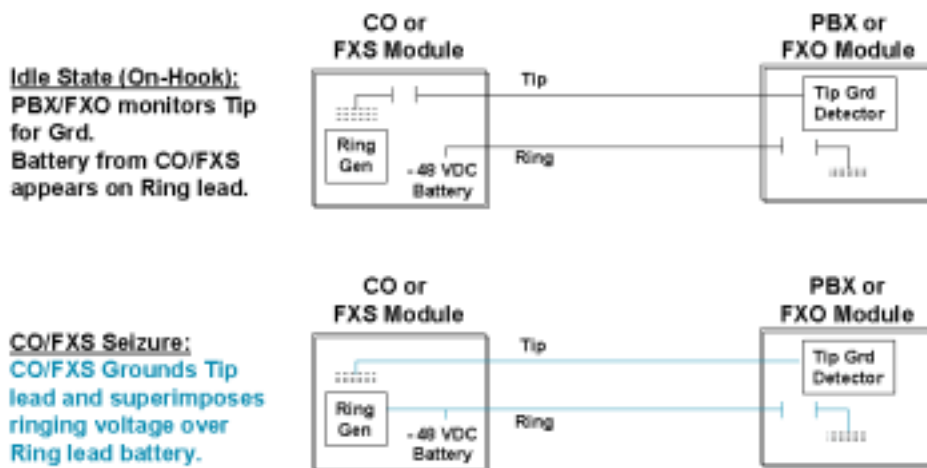 CO or
FXS Module
PBX or
FXO Module
Idle State (On-Hook):
PBX/FXO monitors Tip
for Grd.
Battery from CO/FXS
appears on Ring lead.
Tip
Tip Grd
Detector
Ring
Gen
- 48 VDC
Battery
Ring
CO or
FXS Module
PBX or
FXO Module
CO/FXS Seizure:
CO/FXS Grounds Tip
lead and superimposes
ringing voltage over
Ring lead battery.
Tip
Tip Grd
Detector
Ring
Gen
- 48 VDC
Battery
Ring